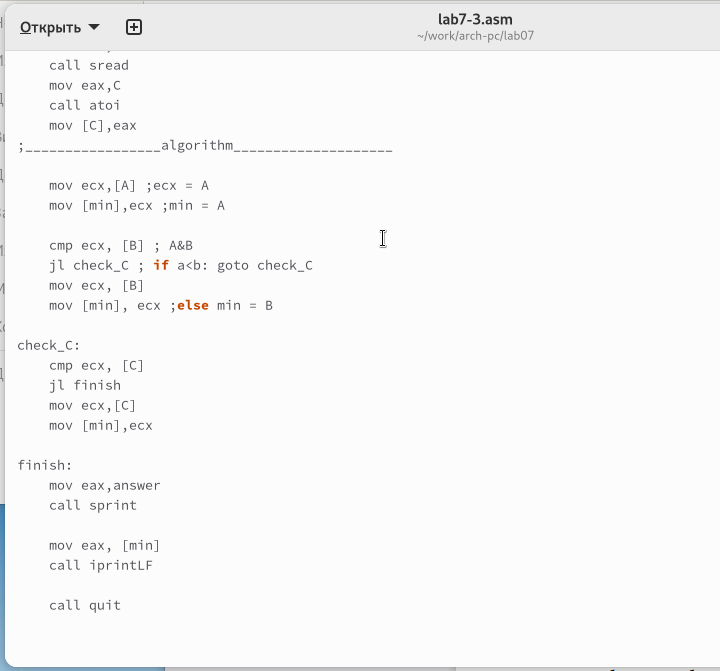 Открыть
lab7-3.asm
~/work/arch-pc/lab07
call sread
mov eax,C
call atoi
mov [C],eax
;_________________algorithm____________________
mov ecx,[A] ;ecx = A
mov [min],ecx ;min = A
cmp ecx, [B] ; A&B
jl check_C ; if a<b: goto check_C
mov ecx, [B]
mov [min], ecx ;else min = B
check_C:
cmp ecx, [C]
jl finish
mov ecx,[C]
mov [min],ecx
finish:
mov eax,answer
call sprint
mov eax, [min]
call iprintLF
call quit